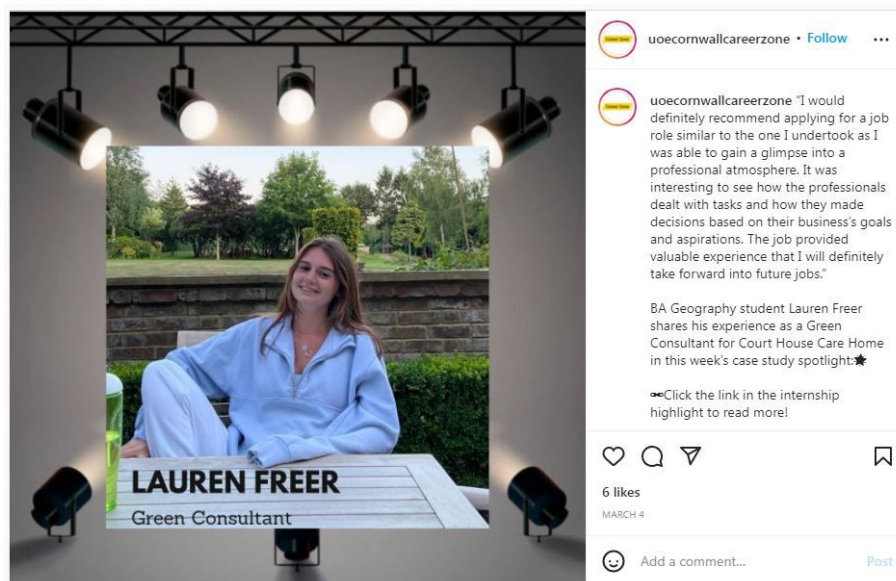 LAUREN FREER
Green Consultant
uoecornwallcareerzone • Follow
uoecornwallcareerzone "I would
definitely recommend applying for a job
role similar to the one I undertook as I
was able to gain a glimpse into a
professional atmosphere. It was
interesting to see how the professionals
dealt with tasks and how they made
decisions based on their business's goals
and aspirations. The job provided
valuable experience that I will definitely
take forward into future jobs."
BA Geography student Lauren Freer
shares his experience as a Green
Consultant for Court House Care Home
in this week's case study spotlight:
Click the link in the internship
highlight to read more!
6 likes
MARCH 4
Add a comment...
Post